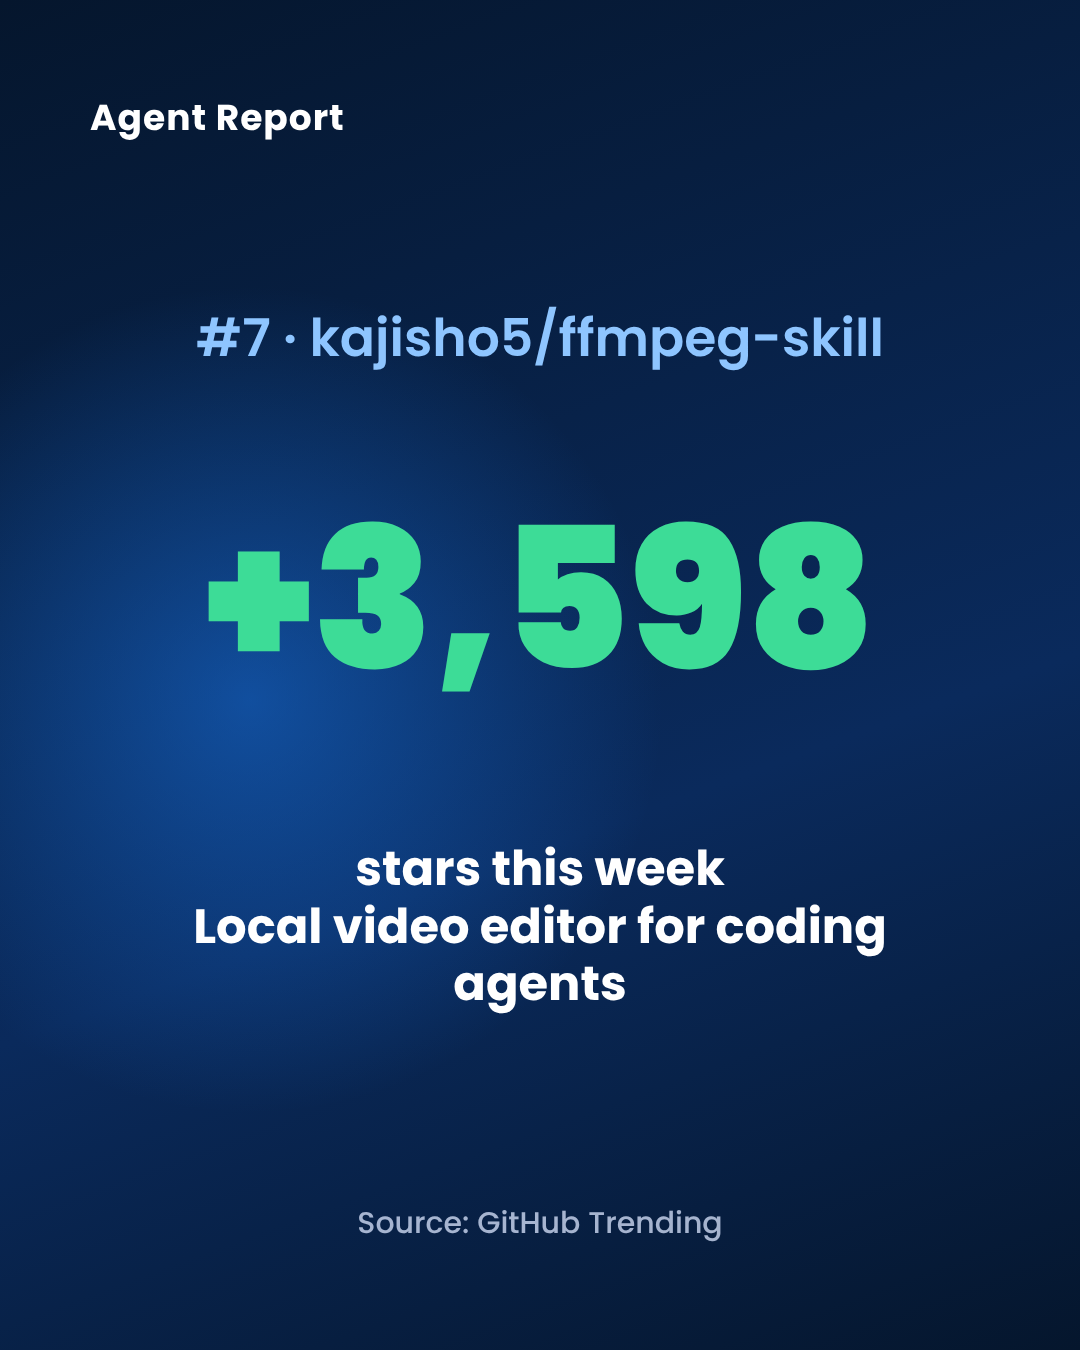 Agent Report
#7 · kajisho5/ffmpeg-skill
+3,598
stars this week
Local video editor for coding
agents
Source: GitHub Trending